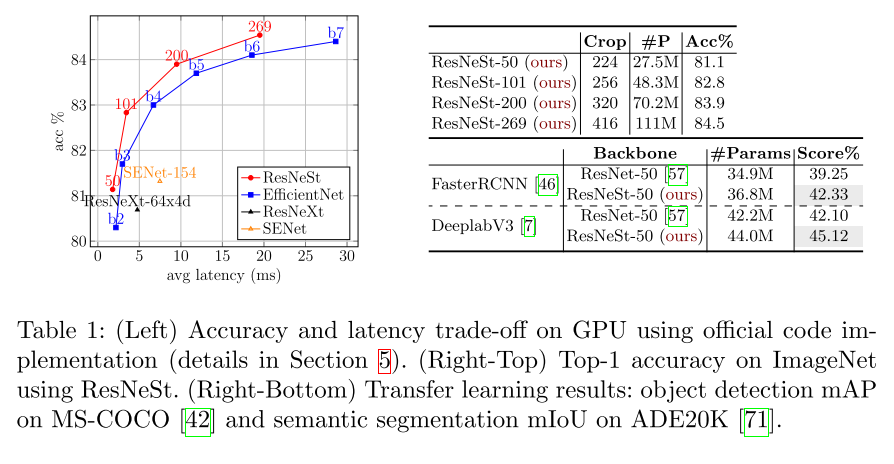 269
84
200
b7
b6
b5
b4
83
101
acc %
b3
82
SENet-154
50
81
ResNeXt-64x4d
b2
80
ResNeSt
EfficientNet
ResNeXt
SENet
0 5 10 15 20 25 30
avg latency (ms)
Crop #P Acc%
ResNeSt-50 (ours) 224 27.5M 81.1
ResNeSt-101 (ours) 256 48.3M 82.8
ResNeSt-200 (ours) 320 70.2M 83.9
ResNeSt-269 (ours) 416 111M 84.5
Backbone #Params Score%
FasterRCNN [46] ResNet-50 [57] 34.9M 39.25
ResNeSt-50 (ours) 36.8M 42.33
DeeplabV3 [7] ResNet-50 [57] 42.2M 42.10
ResNeSt-50 (ours) 44.0M 45.12
Table 1: (Left) Accuracy and latency trade-off on GPU using official code im-
plementation (details in Section 5). (Right-Top) Top-1 accuracy on ImageNet
using ResNeSt. (Right-Bottom) Transfer learning results: object detection mAP
on MS-COCO [42] and semantic segmentation mIoU on ADE20K [71].